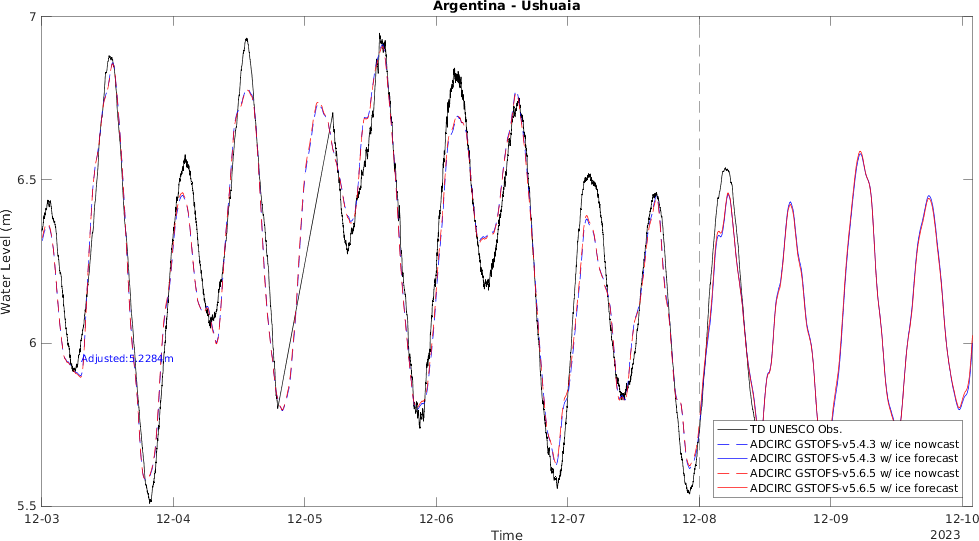 Argentina - Ushuaia
7
6.5
6
5.5
Water Level (m)
Adjusted:5.2284m
TD UNESCO Obs.
ADCIRC GSTOFS-v5.4.3 w/ ice nowcast
ADCIRC GSTOFS-v5.4.3 w/ ice forecast
ADCIRC GSTOFS-v5.6.5 w/ ice nowcast
ADCIRC GSTOFS-v5.6.5 w/ ice forecast
12-03 12-04 12-05 12-06 12-07 12-08 12-09 12-10
Time
2023